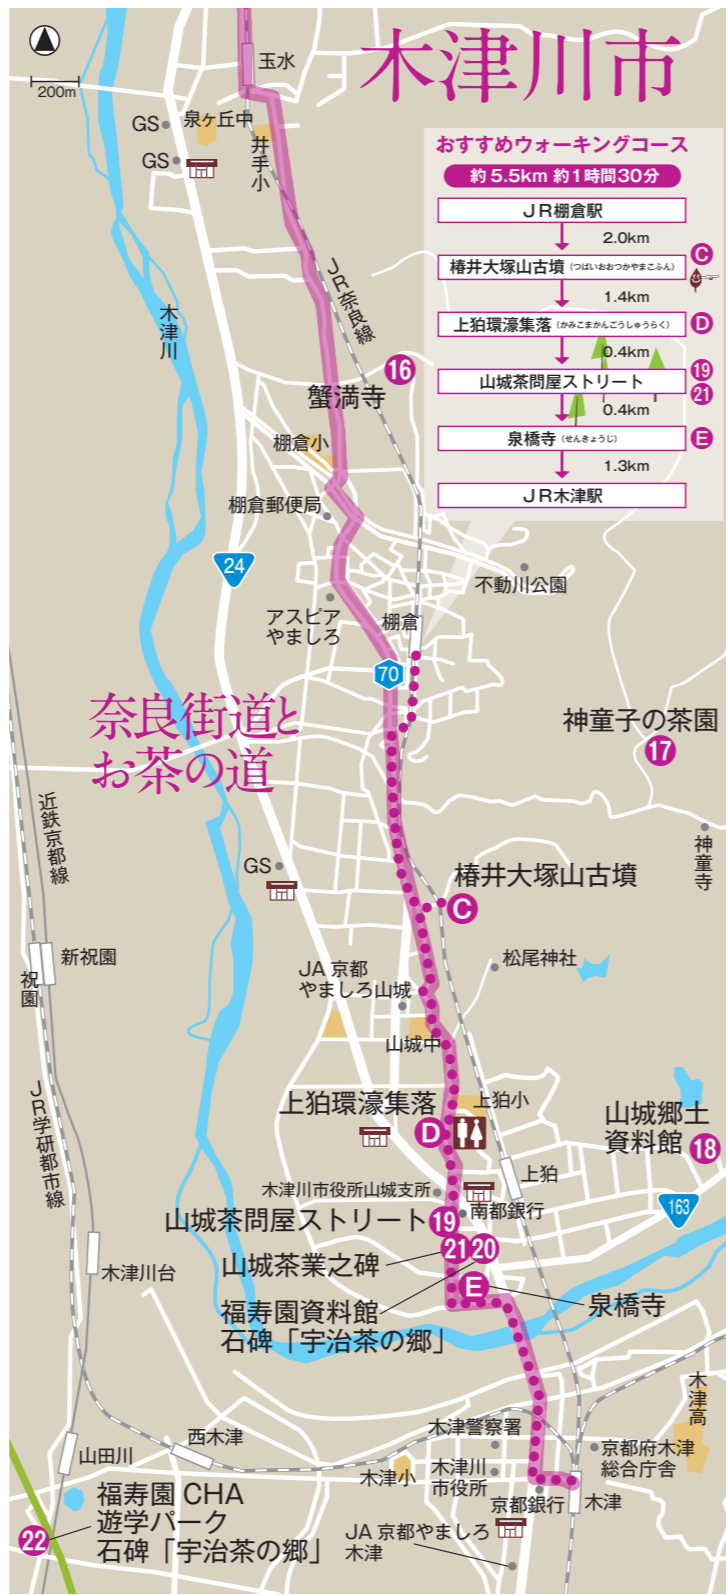 木津川市
200m
おすすめウォーキングコース
約5.5km 約1時間30分
JR棚倉駅
2.0km
椿井大塚山古墳(つばいおおつかやまこふん)
C
1.4km
上狛環濠集落(かみこまかんごうしゅうらく)
D
0.4km
山城茶問屋ストリート
19
21
0.4km
泉橋寺(せんきょうじ)
E
1.3km
JR木津駅
玉水
GS
泉ヶ丘中
GS
井手小
JR奈良線
木津川
16
蟹満寺
棚倉小
棚倉郵便局
24
不動川公園
アスピア
やましろ
棚倉
70
奈良街道と
お茶の道
神童子の茶園
17
近鉄京都線
神童寺
GS
椿井大塚山古墳
C
新祝園
祝園
松尾神社
JA京都
やましろ山城
山城中
JR学研都市線
上狛環濠集落
D
上狛小
山城郷土
資料館
18
上狛
木津川市役所山城支所
南都銀行
163
山城茶問屋ストリート
19
山城茶業之碑
21
20
木津川台
福寿園資料館
石碑「宇治茶の郷」
E
泉橋寺
木津高
山田川
西木津
木津警察署
京都府木津
総合庁舎
木津小
木津川
市役所
京都銀行
木津
福寿園CHA
遊学パーク
石碑「宇治茶の郷」
22
JA京都やましろ
木津